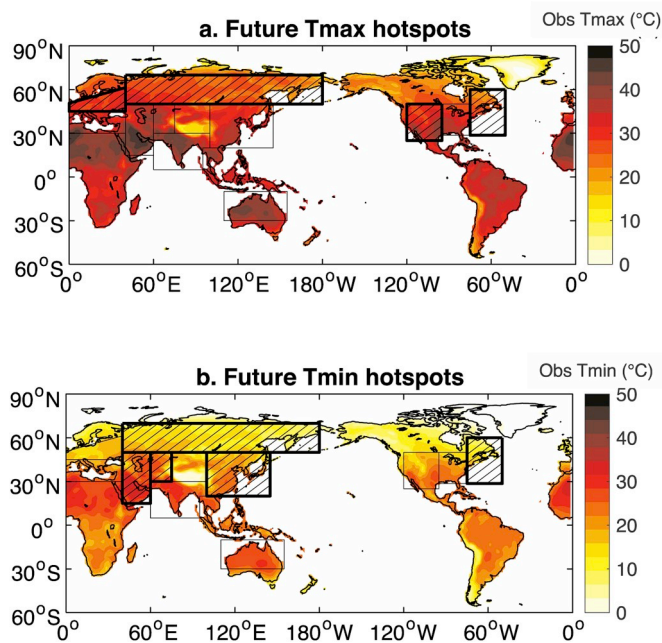 a. Future Tmax hotspots
Obs Tmax (°C)
90°N
60°N
30°N
0°
30°S
60°S
0° 60°E 120°E 180°E 120°W 60°W 0°
50
40
30
20
10
0
b. Future Tmin hotspots
Obs Tmin (°C)
90°N
60°N
30°N
0°
30°S
60°S
0° 60°E 120°E 180°E 120°W 60°W 0°
50
40
30
20
10
0